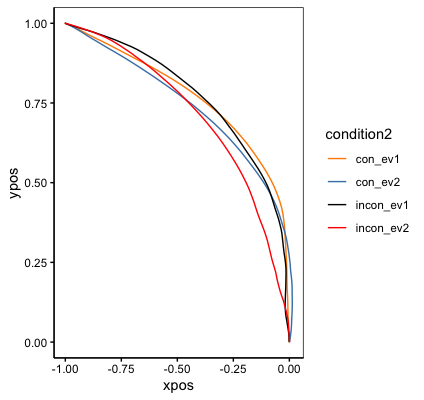 1.00
0.75
0.50
0.25
0.00
ypos
-1.00 -0.75 -0.50 -0.25 0.00
xpos
condition2
con_ev1
con_ev2
incon_ev1
incon_ev2